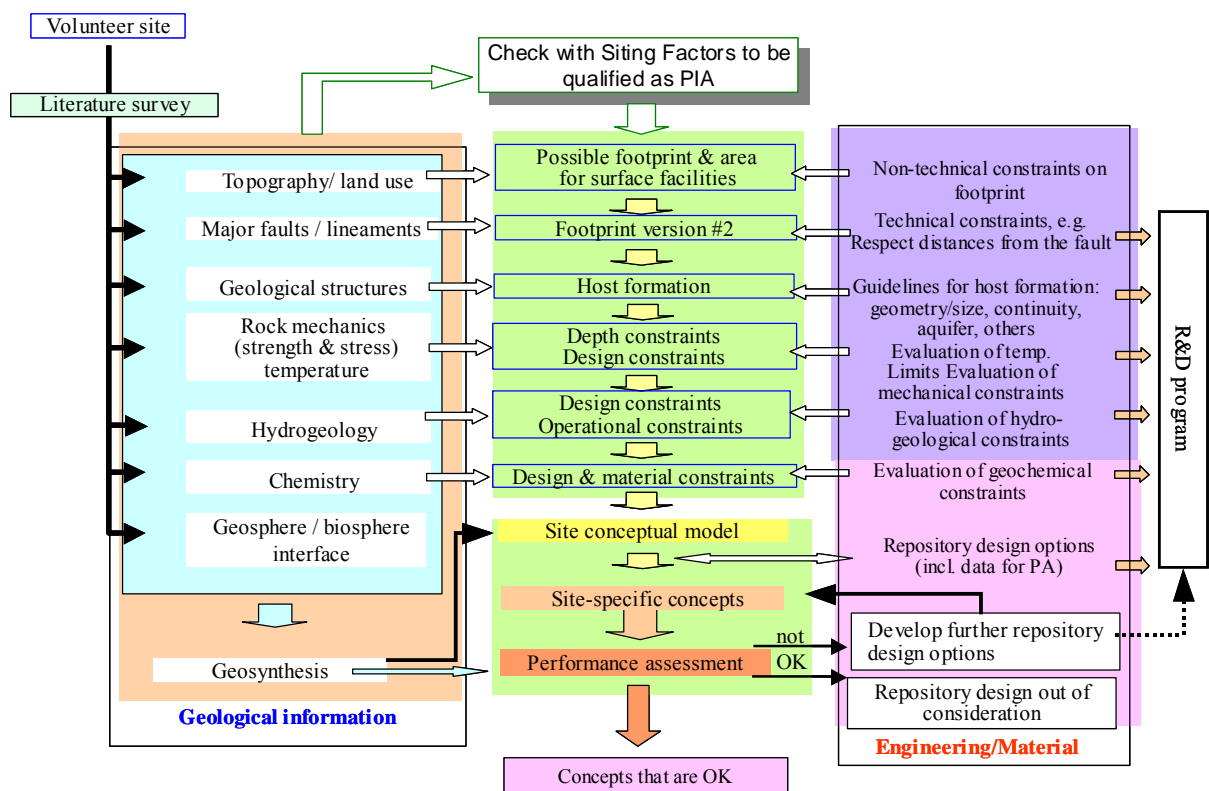 Volunteer site
Literature survey
Check with Siting Factors to be
qualified as PIA
Topography/ land use
Major faults / lineaments
Geological structures
Rock mechanics
(strength & stress)
temperature
Hydrogeology
Chemistry
Geosphere / biosphere
interface
Geosynthesis
Geological information
Possible footprint & area
for surface facilities
Footprint version #2
Host formation
Depth constraints
Design constraints
Design constraints
Operational constraints
Design & material constraints
Site conceptual model
Site-specific concepts
Performance assessment
not
OK
Concepts that are OK
Non-technical constraints on
footprint
Technical constraints, e.g.
Respect distances from the fault
Guidelines for host formation:
geometry/size, continuity,
aquifer, others
Evaluation of temp.
Limits Evaluation of
mechanical constraints
Evaluation of hydro-
geological constraints
Evaluation of geochemical
constraints
Repository design options
(incl. data for PA)
Develop further repository
design options
Repository design out of
consideration
Engineering/Material
R&D program